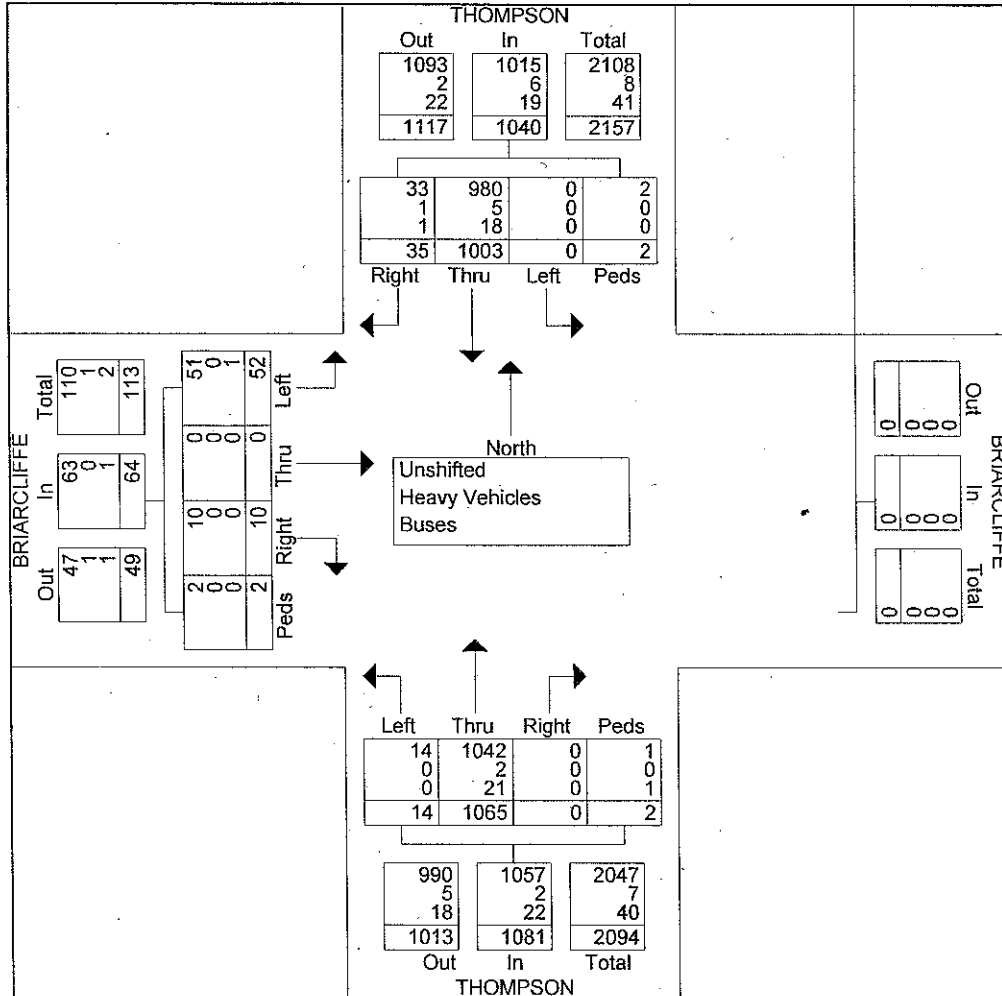 THOMPSON
Out In Total
1093 1015 2108
2 6 8
22 19 41
1117 1040 2157
33 980 0 2
1 5 0 0
1 18 0 0
35 1003 0 2
Right Thru Left Peds
BRIARCLIFFE
Total
110
1
2
113
In
63
0
1
64
Out
47
1
1
49
51
0
1
52
Left
0
0
0
0
Thru
10
0
0
10
Right
2
0
0
2
Peds
North
Unshifted
Heavy Vehicles
Buses
Out
0
0
0
0
In
0
0
0
0
Total
0
0
0
0
BRIARCLIFFE
Left Thru Right Peds
14 1042 0 1
0 2 0 0
0 21 0 1
14 1065 0 2
990 1057 2047
5 2 7
18 22 40
1013 1081 2094
Out In Total
THOMPSON